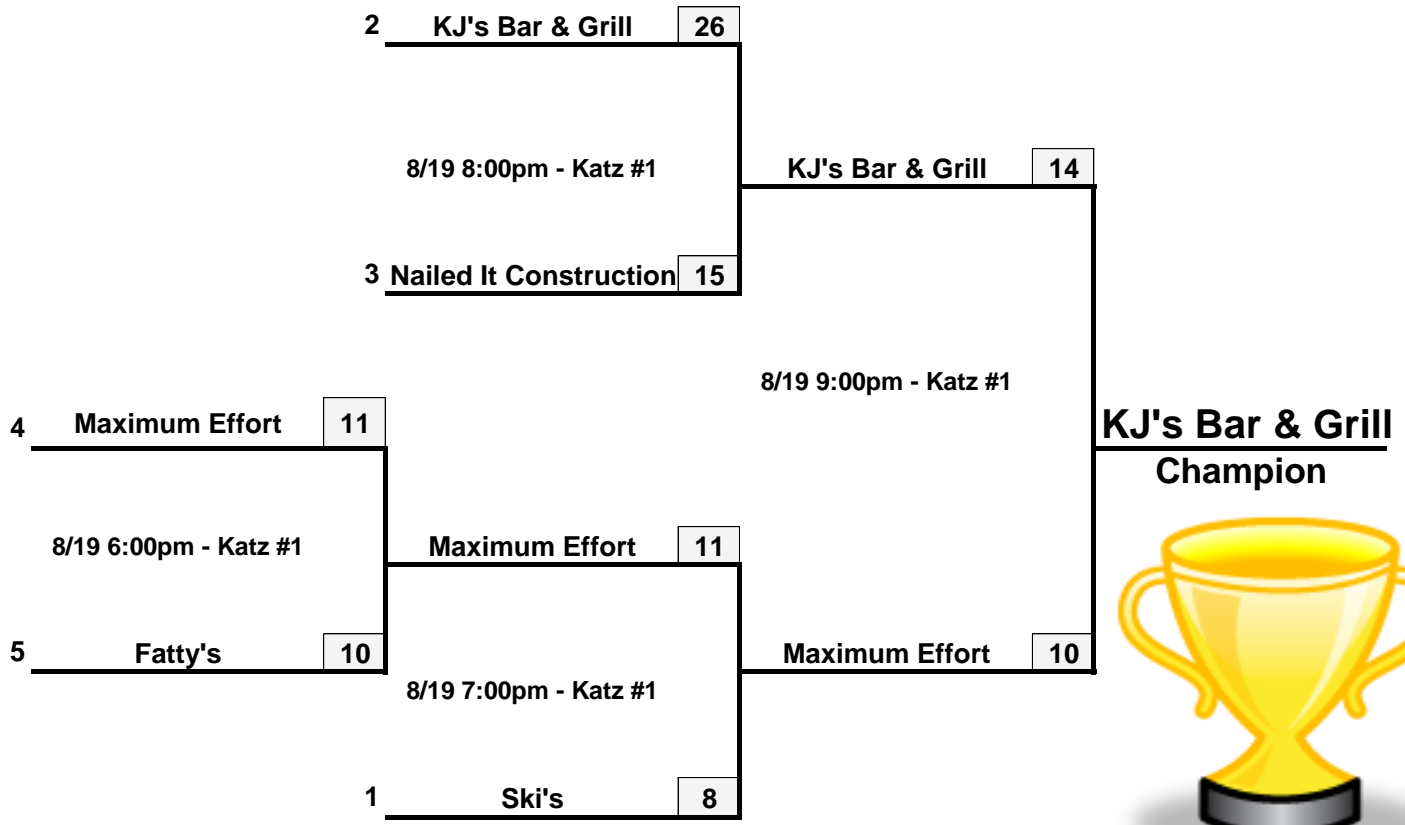 2 KJ's Bar & Grill 26
8/19 8:00pm - Katz #1
KJ's Bar & Grill 14
3 Nailed It Construction 15
8/19 9:00pm - Katz #1
4 Maximum Effort 11
KJ's Bar & Grill
Champion
8/19 6:00pm - Katz #1
Maximum Effort 11
5 Fatty's 10
Maximum Effort 10
8/19 7:00pm - Katz #1
1 Ski's 8